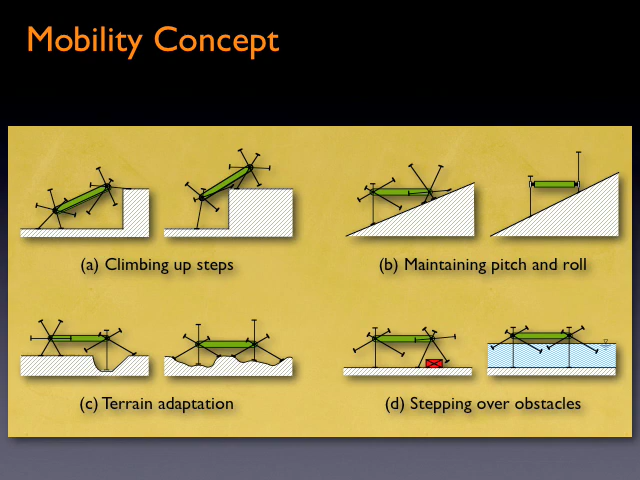 Mobility Concept
(a) Climbing up steps
(b) Maintaining pitch and roll
(c) Terrain adaptation
(d) Stepping over obstacles